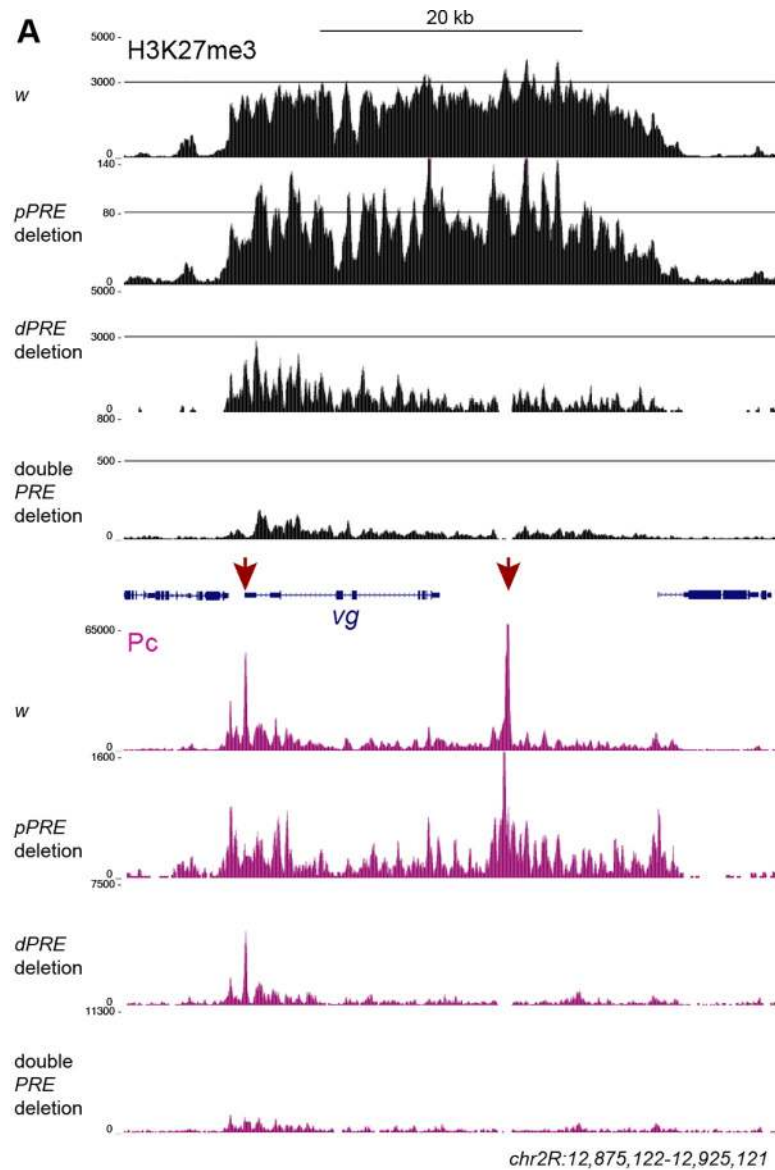 A
20 kb
5000 -
H3K27me3
3000 -
w
0
140 -
pPRE
deletion
80 -
0
5000 -
dPRE
deletion
3000 -
0
800 -
double
PRE
deletion
500 -
0
vg
65000 -
Pc
w
0
1600 -
pPRE
deletion
0
7500 -
dPRE
deletion
0
11300 -
double
PRE
deletion
0
chr2R:12,875,122-12,925,121